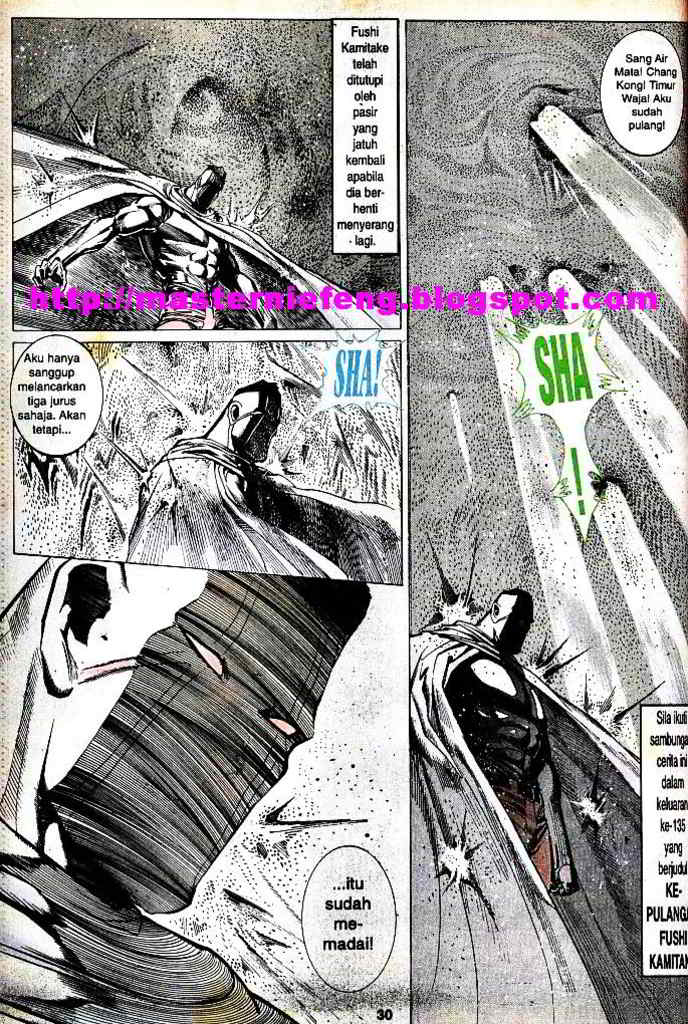 Fushi
Kamitake
telah
ditutupi
oleh
pasir
yang
jatuh
kembali
apabila
dia ber-
henti
menyerang
lagi.
http://masterniefeng.blogspot.com
Aku hanya
sanggup
melancarkan
tiga jurus
sahaja. Akan
tetapi...
SHA!
...itu
sudah
me-
madai!
Sang Air
Mata! Chang
Kong! Timur
Waja! Aku
sudah
pulang!
SHA
!
Sila ikuti
sambunga
cerita ini
dalam
keluaran
ke-135
yang
berjudul
KE-
PULANGA
FUSHI
KAMITAK
30